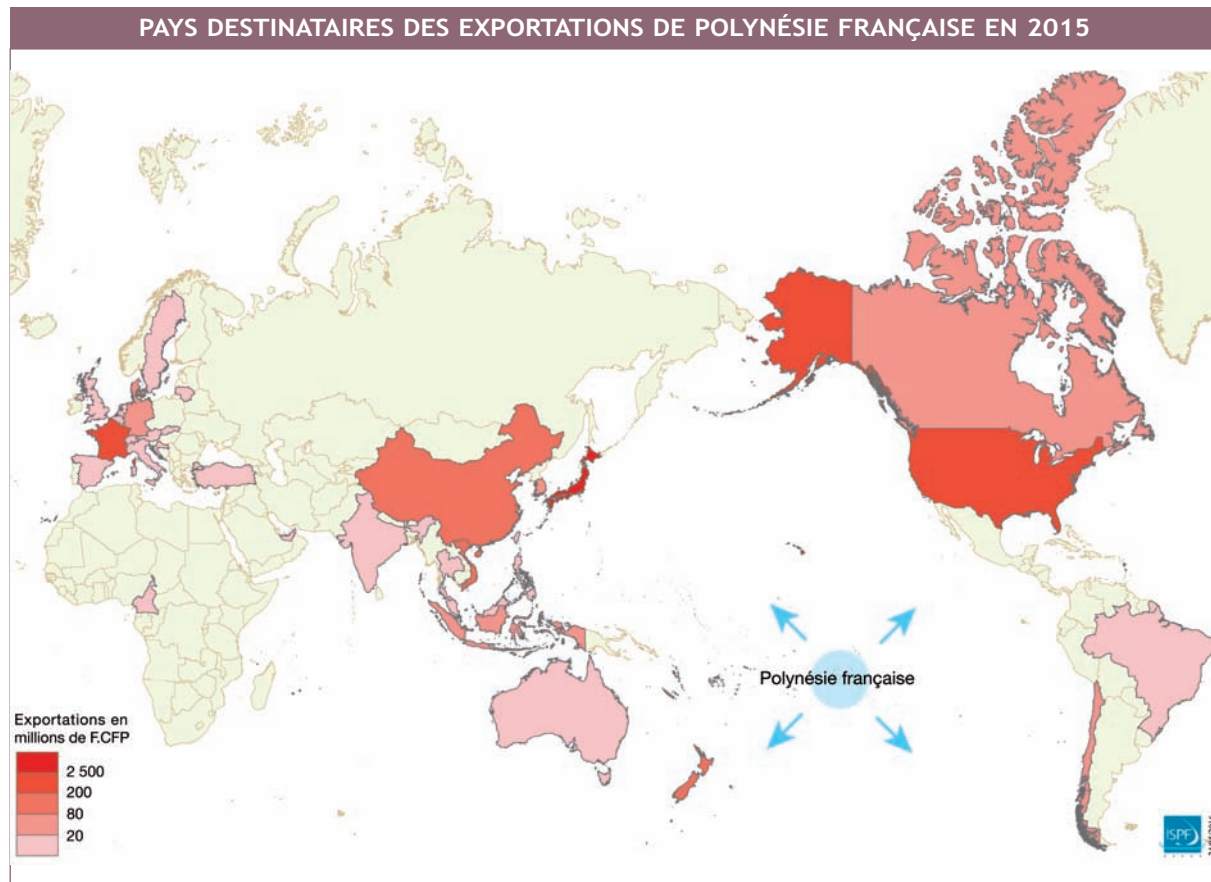 PAYS DESTINATAIRES DES EXPORTATIONS DE POLYNÉSIE FRANÇAISE EN 2015
Polynésie française
Exportations en
millions de F.CFP
2 500
200
80
20
ISPF